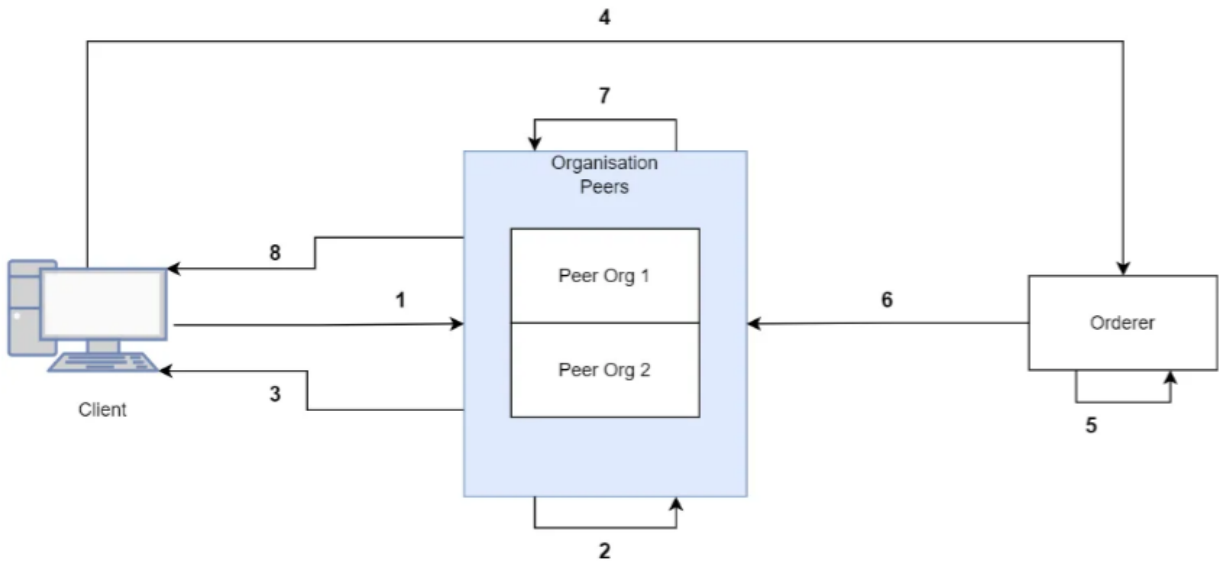 4
7
Organisation
Peers
8
Peer Org 1
1
6
Orderer
Peer Org 2
3
Client
5
2